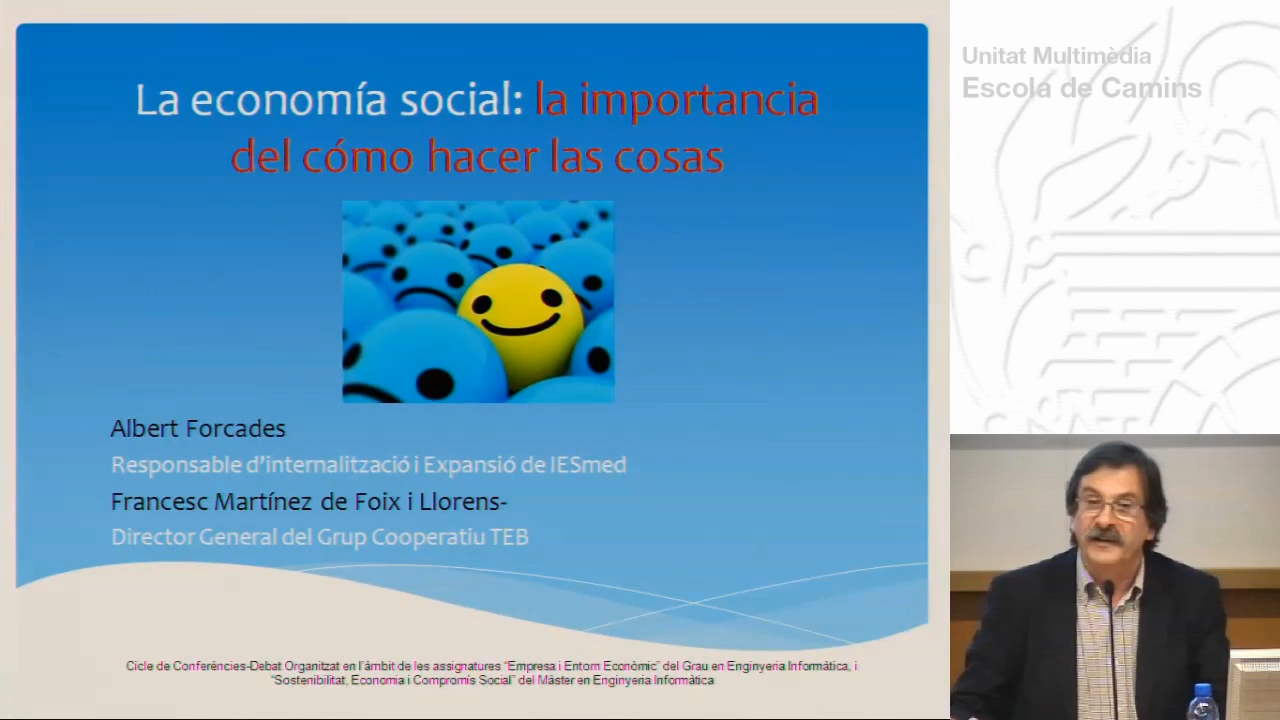 La economía social: la importancia
del cómo hacer las cosas
Albert Forcades
Responsable d'internalització i Expansió de IESmed
Francesc Martínez de Foix i Llorens-
Director General del Grup Cooperatiu TEB
Cicle de Conferències-Debat Organitzat en l'àmbit de les assignatures "Empresa i Entorn Econòmic" del Grau en Enginyeria Informàtica, i
"Sostenibilitat, Economia i Compromís Social" del Màster en Enginyeria Informàtica
Unitat Multimèdia
Escola de Camins